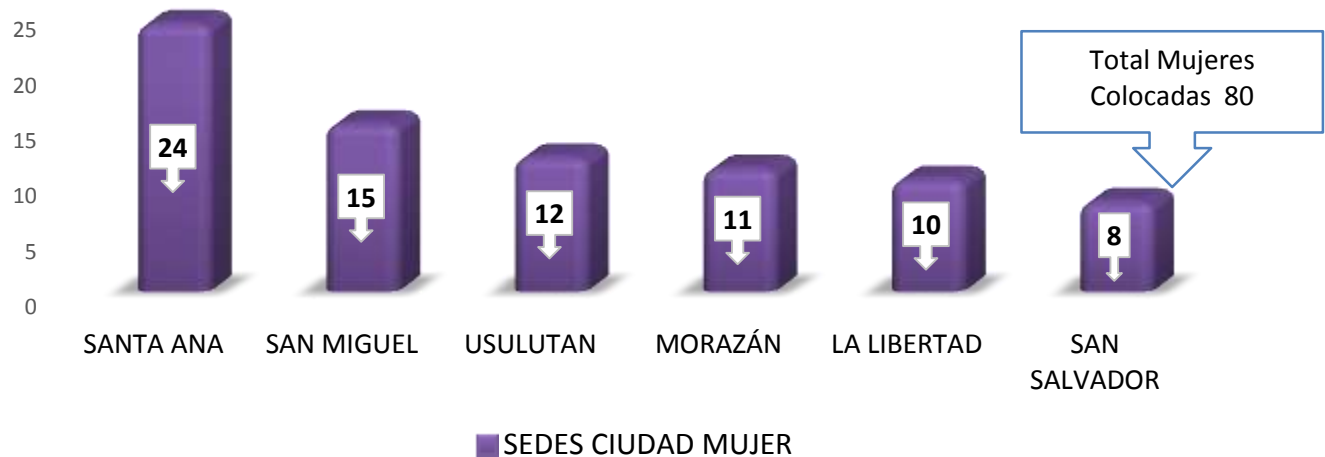 25
20
15
10
5
0
24
15
12
11
10
8
Total Mujeres
Colocadas 80
SANTA ANA
SAN MIGUEL
USULUTAN
MORAZÁN
LA LIBERTAD
SAN
SALVADOR
SEDES CIUDAD MUJER